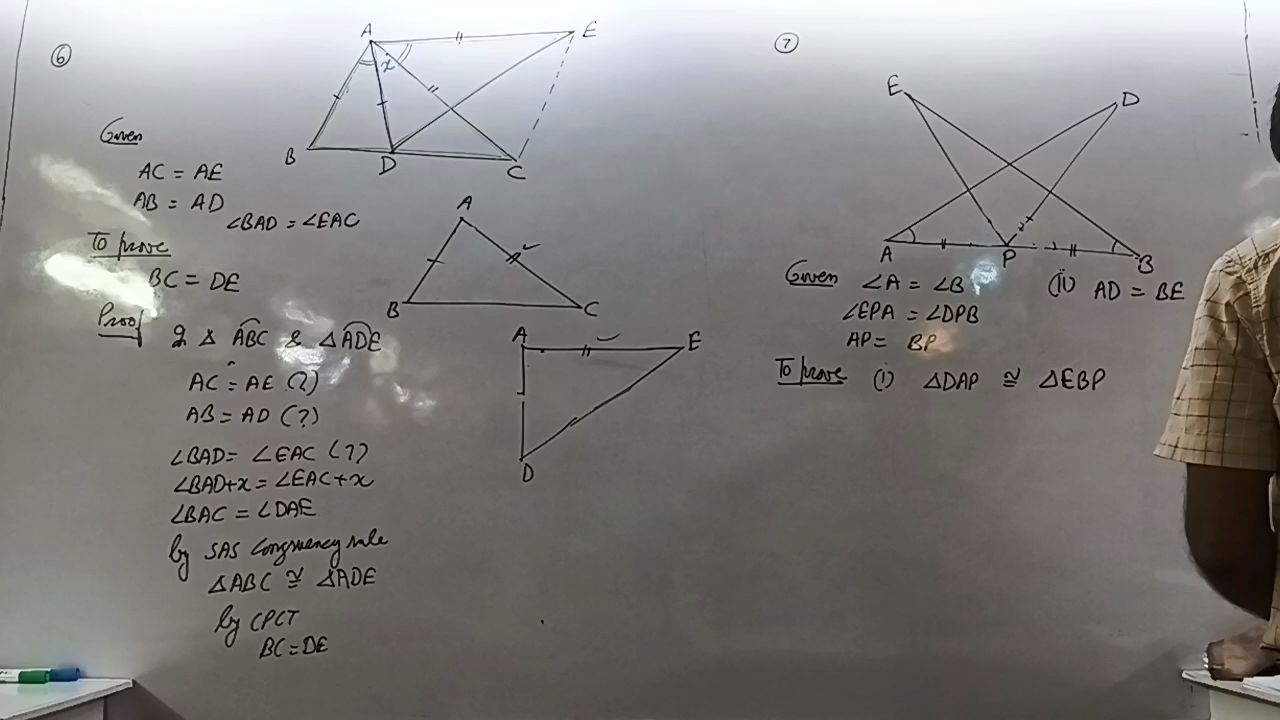 6
A
E
x
B
D
C
Given
AC = AE
AB = AD
∠BAD = ∠EAC
To prove
BC = DE
A
B
C
Proof
△ ABC & △ADE
AC = AE (?)
AB = AD (?)
∠BAD = ∠EAC (?)
∠BAD+x = ∠EAC+x
∠BAC = ∠DAE
by SAS Congruency rule
△ABC ≅ △ADE
by CPCT
BC = DE
A
E
D
7
E
D
A
P
B
Given ∠A = ∠B
∠EPA = ∠DPB
AP = BP
To prove (i) △DAP ≅ △EBP
(ii) AD = BE